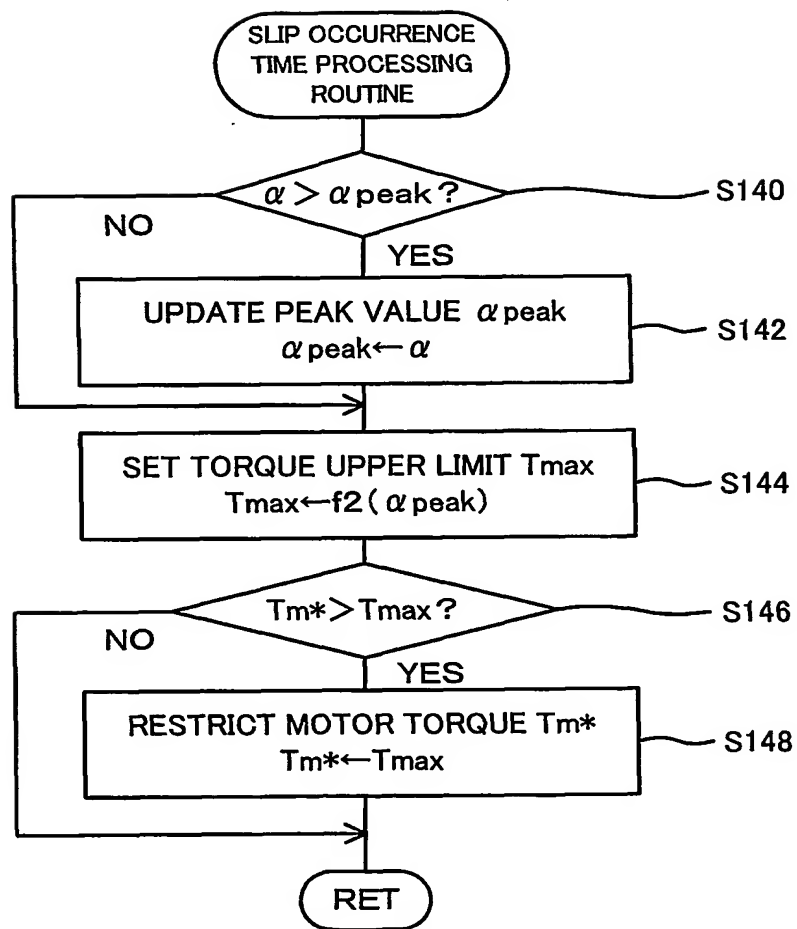 SLIP OCCURRENCE
TIME PROCESSING
ROUTINE
α > α peak ?
S140
NO
YES
UPDATE PEAK VALUE α peak
α peak←α
S142
SET TORQUE UPPER LIMIT Tmax
Tmax←f2(α peak)
S144
Tm*>Tmax?
S146
NO
YES
RESTRICT MOTOR TORQUE Tm*
Tm*←Tmax
S148
RET